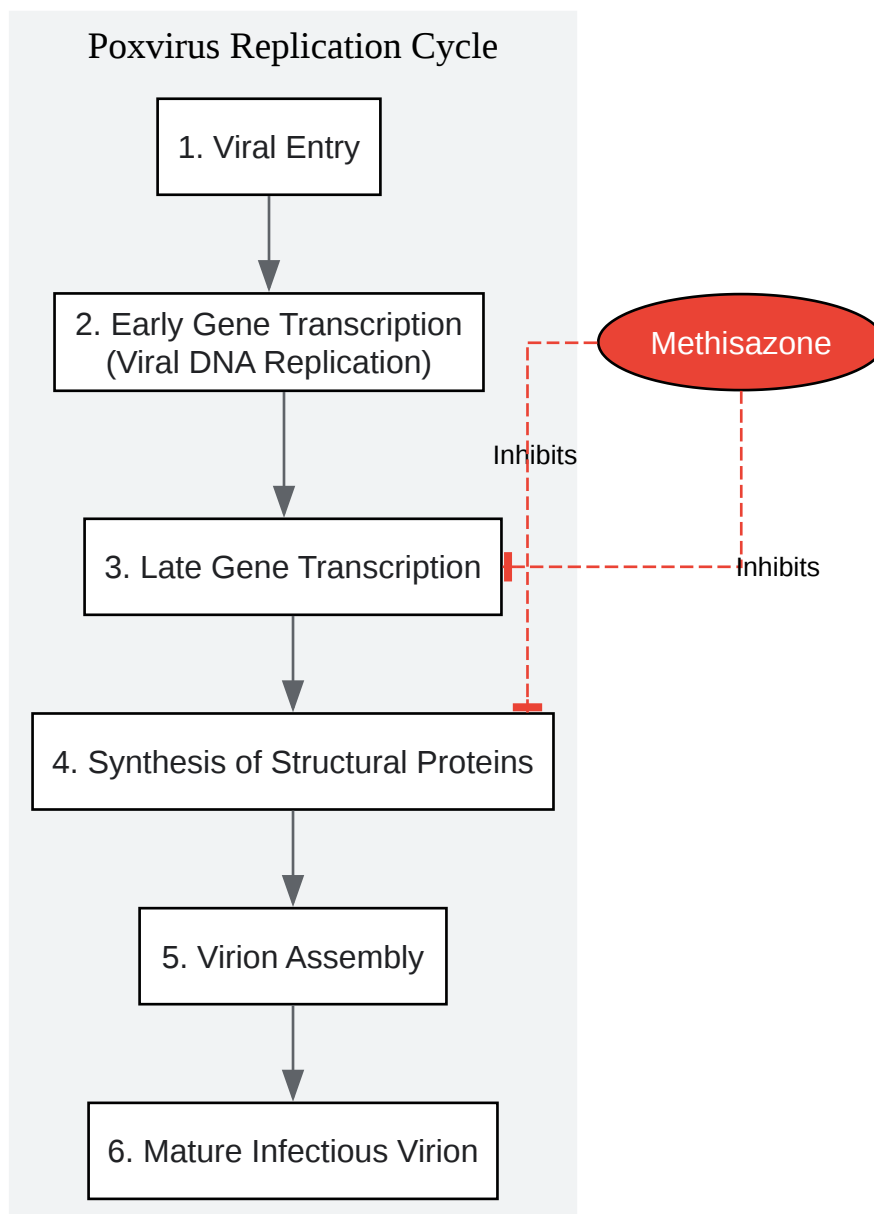 Poxvirus Replication Cycle
1. Viral Entry
2. Early Gene Transcription
(Viral DNA Replication)
Methisazone
Inhibits
3. Late Gene Transcription
Inhibits
4. Synthesis of Structural Proteins
5. Virion Assembly
6. Mature Infectious Virion